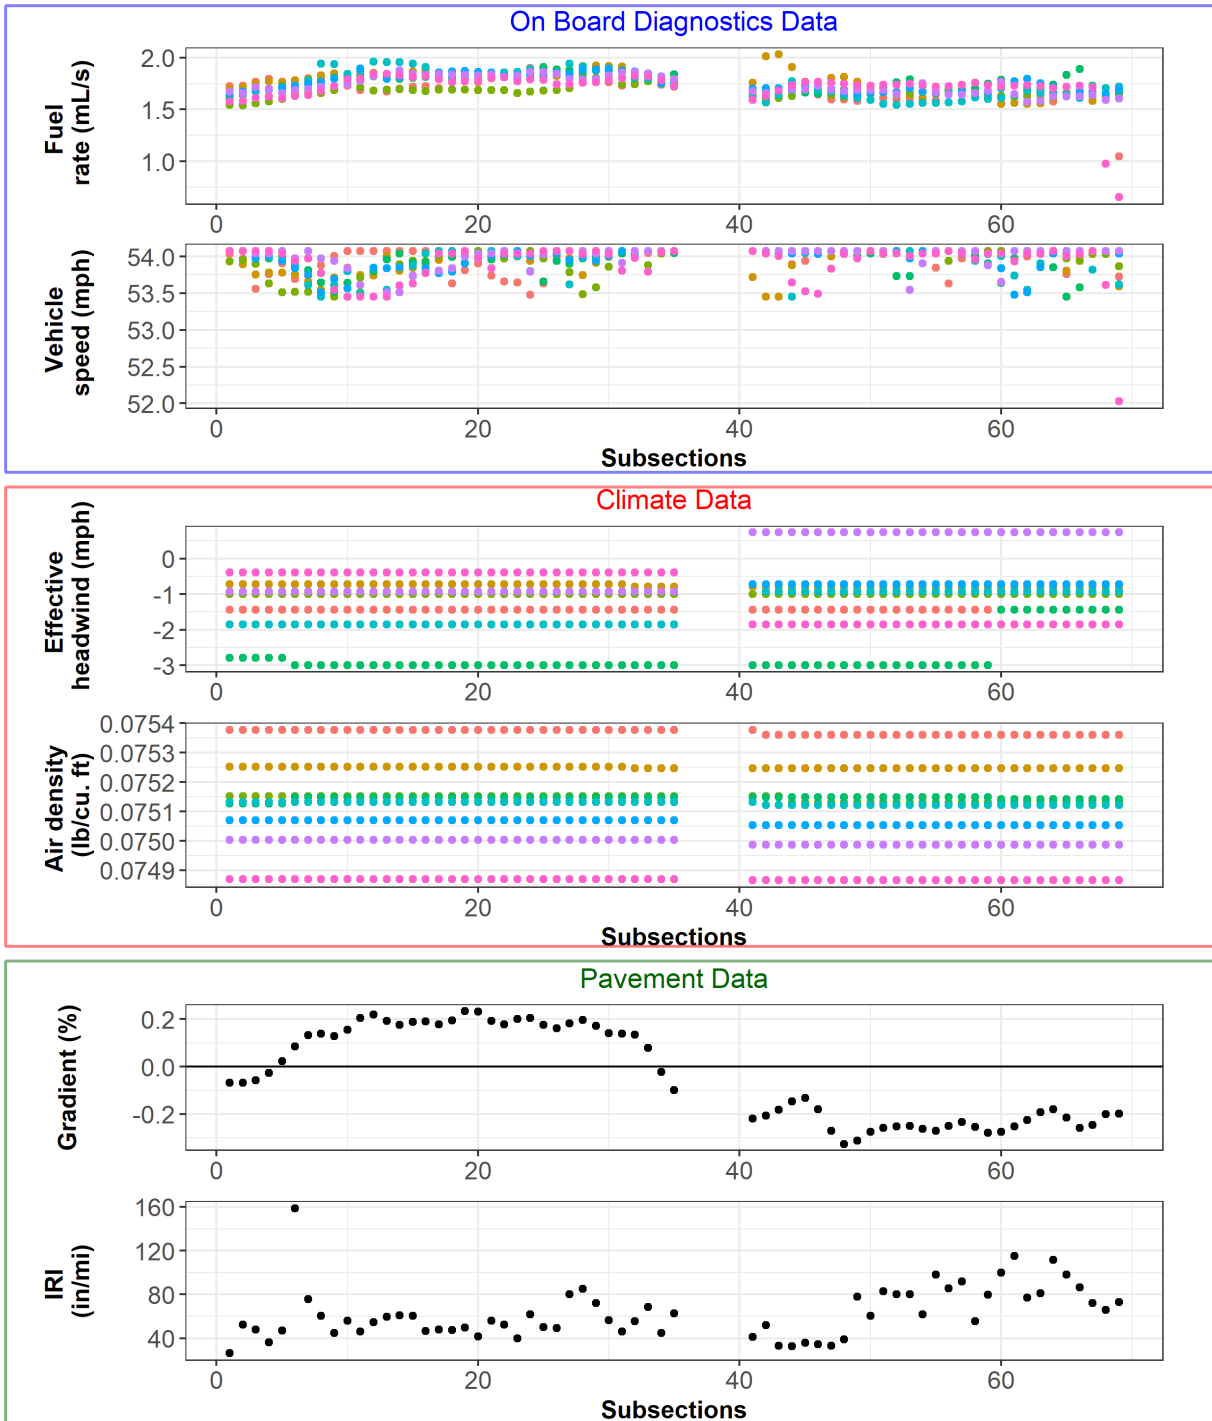 On Board Diagnostics Data
Fuel
rate (mL/s)
2.0
1.5
1.0
0 20 40 60
Vehicle
speed (mph)
54.0
53.5
53.0
52.5
52.0
0 20 40 60
Subsections
Climate Data
Effective
headwind (mph)
0
-1
-2
-3
0 20 40 60
Air density
(lb/cu. ft)
0.0754
0.0753
0.0752
0.0751
0.0750
0.0749
0 20 40 60
Subsections
Pavement Data
Gradient (%)
0.2
0.0
-0.2
0 20 40 60
IRI
(in/mi)
160
120
80
40
0 20 40 60
Subsections